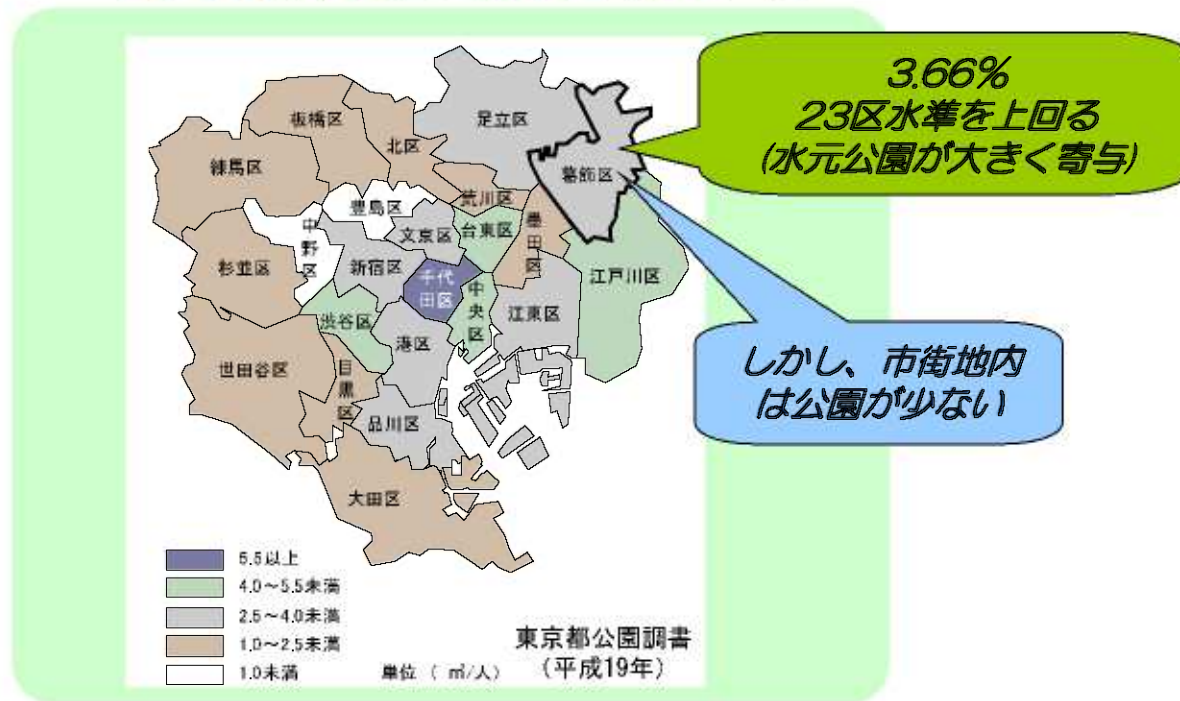 3.66%
23区水準を上回る
(水元公園が大きく寄与)
足立区
板橋区
北区
練馬区
葛飾区
荒川区
豊島区
台東区
墨田区
文京区
中野区
新宿区
杉並区
千代
田区
江戸川区
中央区
江東区
渋谷区
港区
世田谷区
目黒区
しかし、市街地内
は公園が少ない
品川区
大田区
5.5以上
4.0～5.5未満
2.5～4.0未満
1.0～2.5未満
1.0未満
単位 ( ㎡/人)
東京都公園調書
(平成19年)